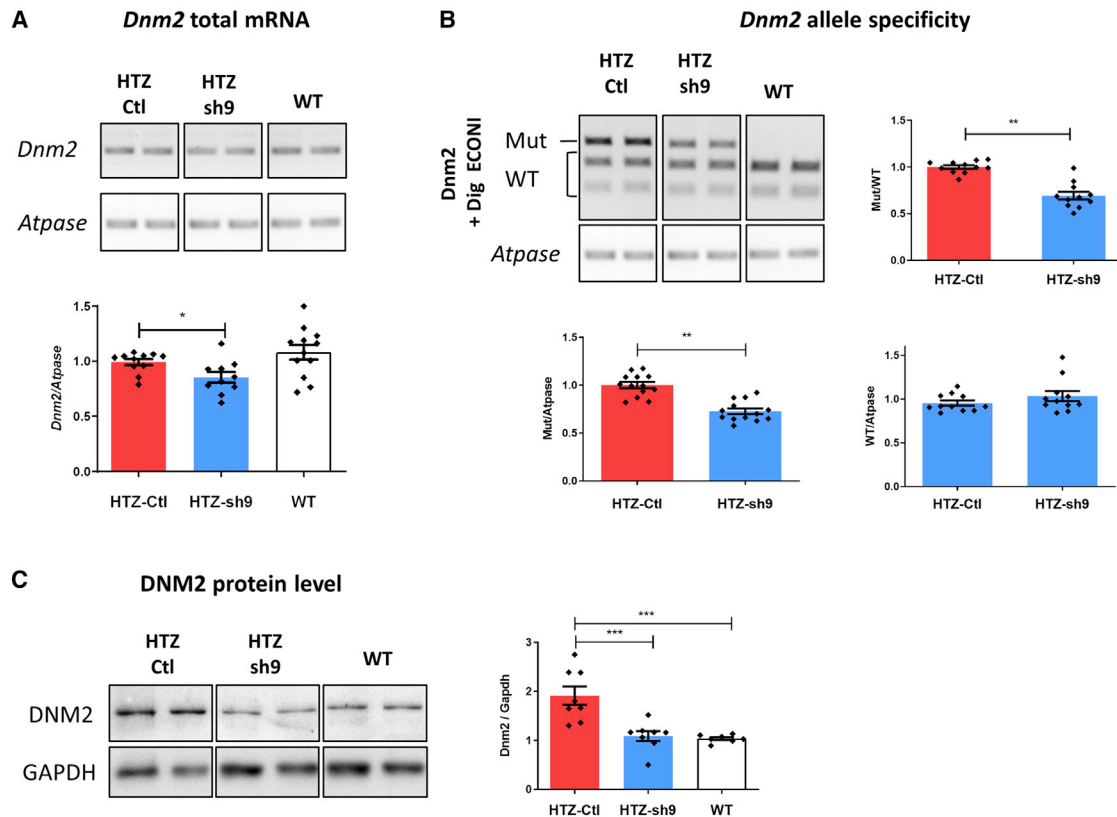 A
Dnm2 total mRNA
HTZ
Ctl
HTZ
sh9
WT
Dnm2
Atpase
Dnm2/Atpase
1.5
1.0
0.5
0.0
*
HTZ-Ctl
HTZ-sh9
WT
B
Dnm2 allele specificity
HTZ
Ctl
HTZ
sh9
WT
Dnm2
+ Dig ECONI
Mut
WT
Atpase
Mut/WT
1.5
1.0
0.5
0.0
**
HTZ-Ctl
HTZ-sh9
Mut/Atpase
1.5
1.0
0.5
0.0
**
HTZ-Ctl
HTZ-sh9
WT/Atpase
1.5
1.0
0.5
0.0
HTZ-Ctl
HTZ-sh9
C
DNM2 protein level
HTZ
Ctl
HTZ
sh9
WT
DNM2
GAPDH
Dnm2 / Gapdh
3
2
1
0
***
***
HTZ-Ctl
HTZ-sh9
WT